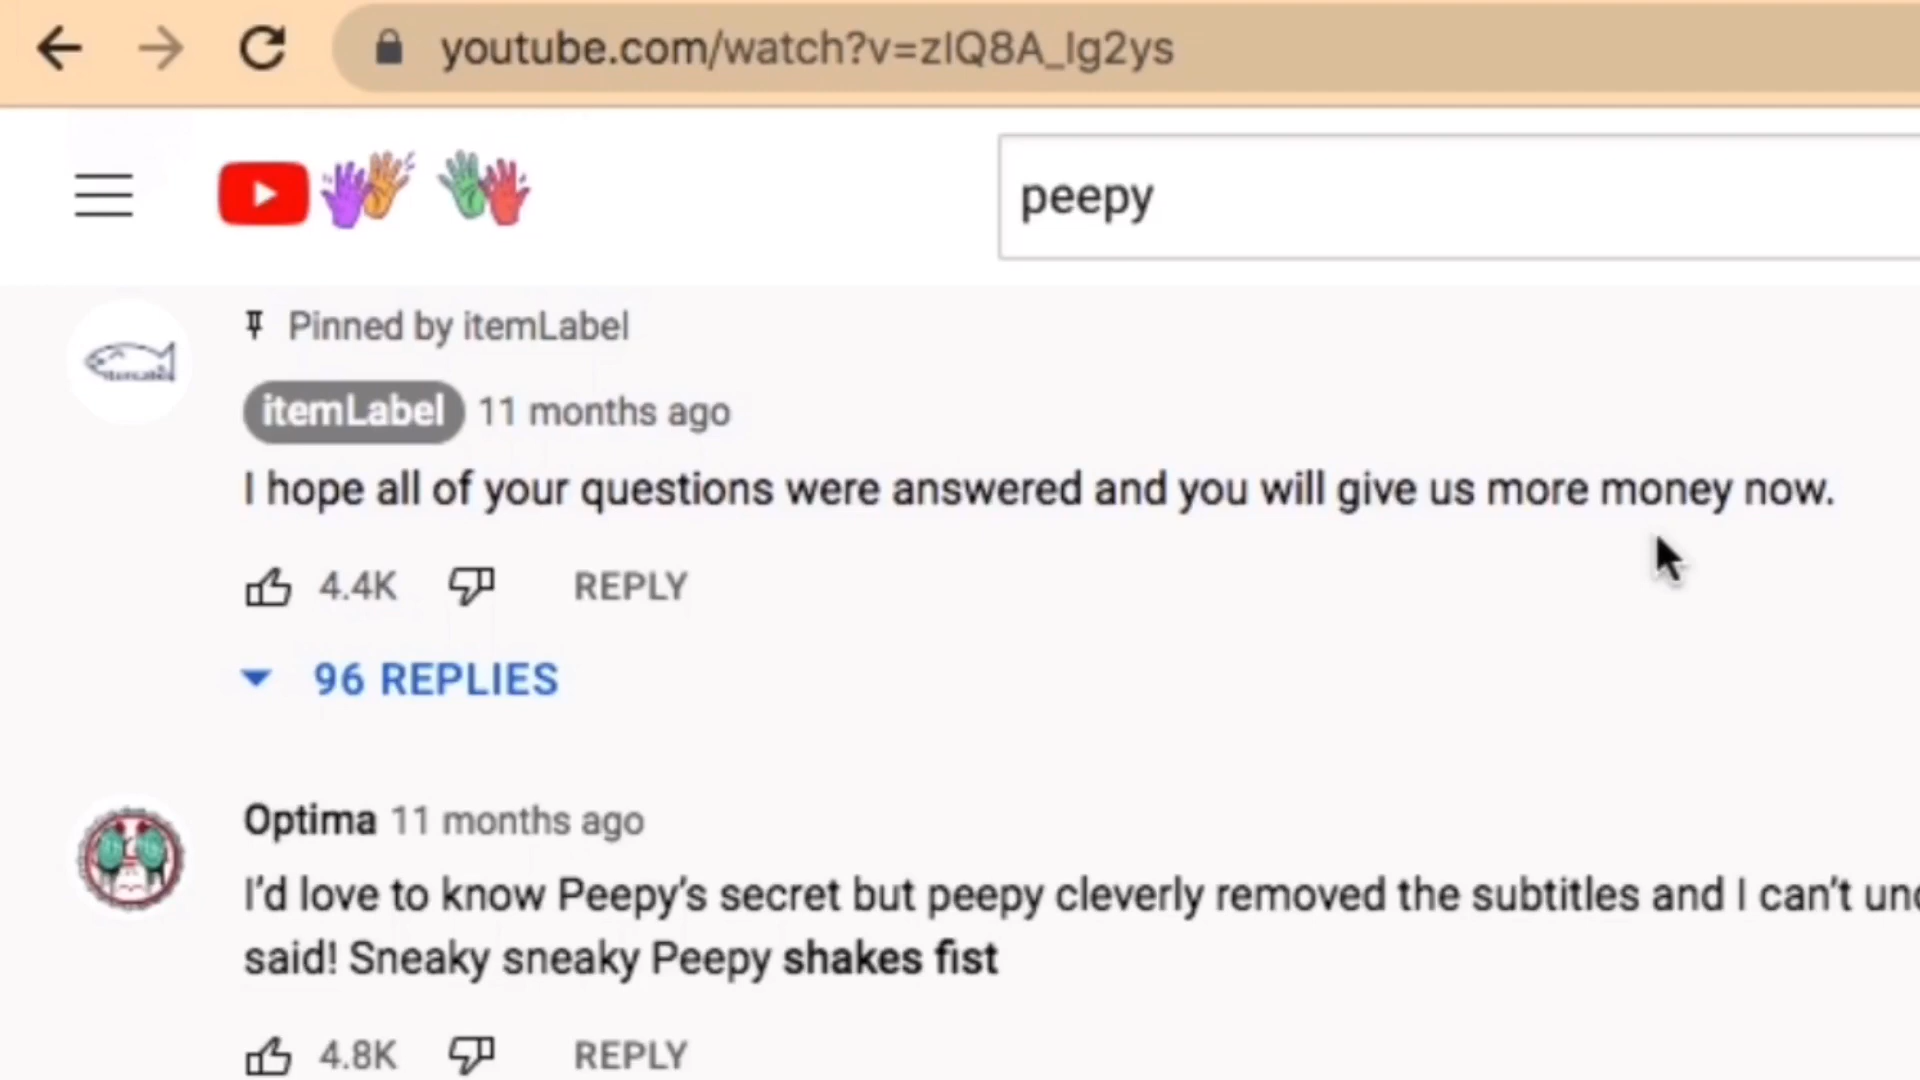 youtube.com/watch?v=zIQ8A_Ig2ys
peepy
Pinned by itemLabel
itemLabel 11 months ago
I hope all of your questions were answered and you will give us more money now.
4.4K REPLY
96 REPLIES
Optima 11 months ago
I'd love to know Peepy's secret but peepy cleverly removed the subtitles and I can't
said! Sneaky sneaky Peepy shakes fist
4.8K REPLY